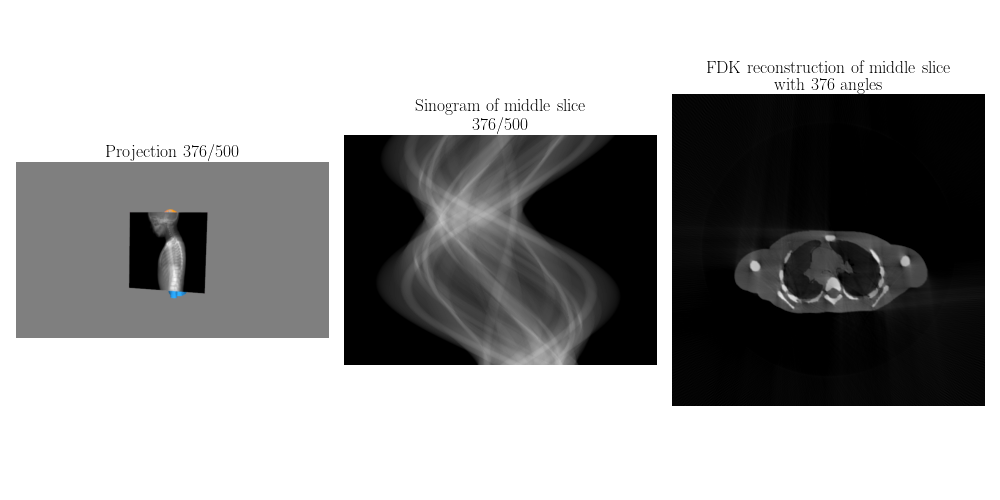 Projection 376/500
Sinogram of middle slice
376/500
FDK reconstruction of middle slice
with 376 angles